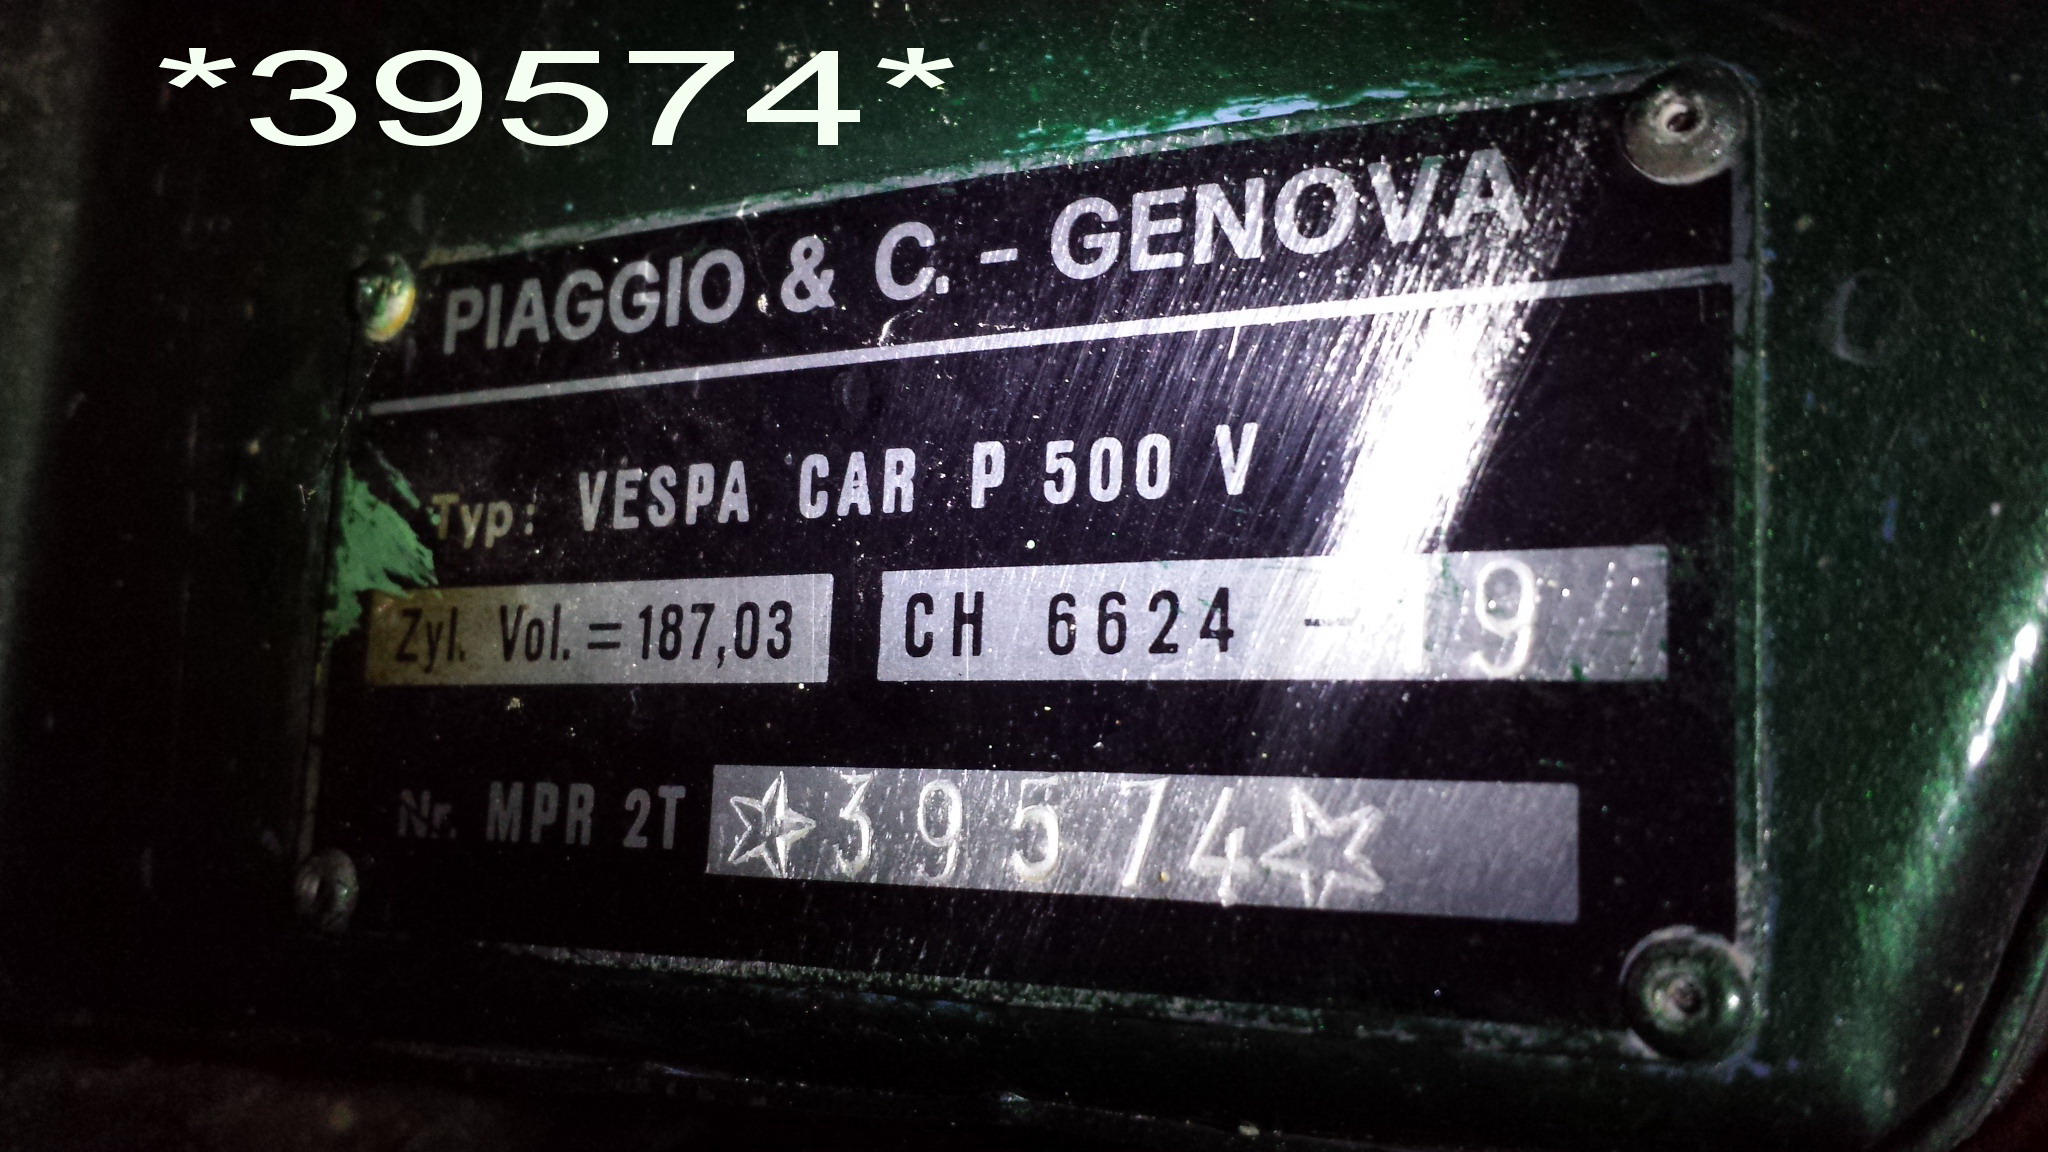 *39574*
PIAGGIO & C. - GENOVA
Typ: VESPA CAR P 500 V
Zyl. Vol. = 187,03 CH 6624 - 19
Nr. MPR 2T ☆39574☆